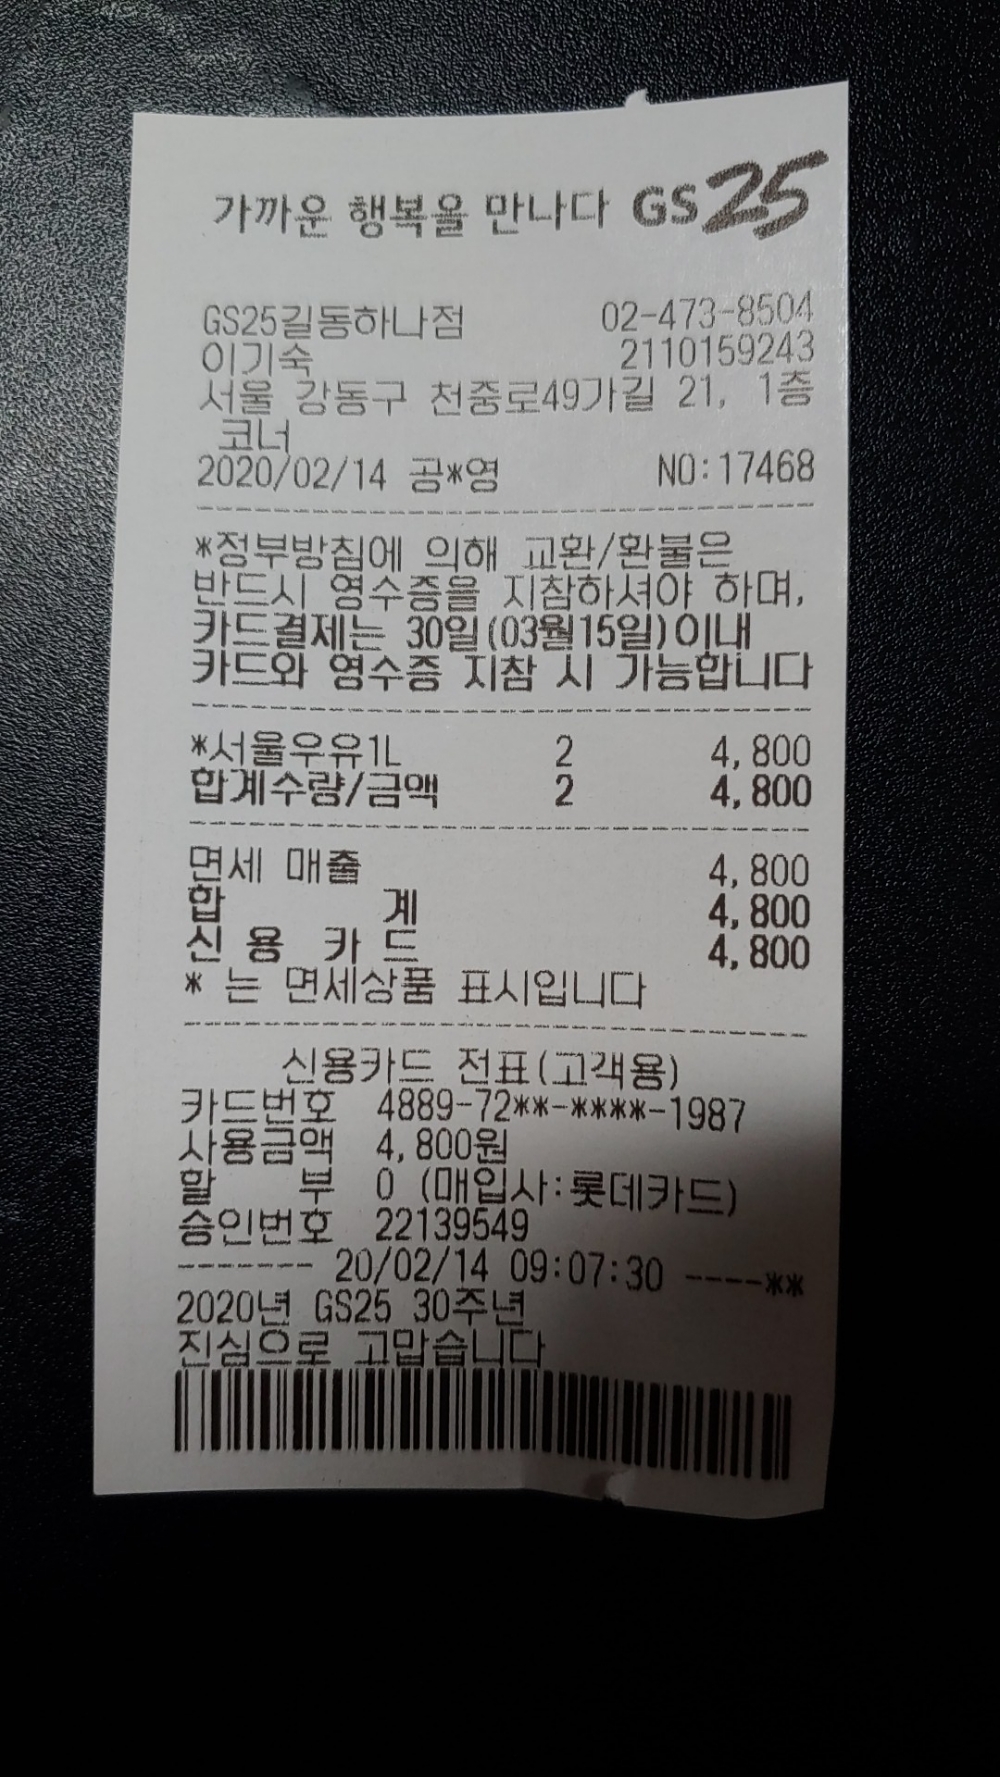 가까운 행복을 만나다 GS25
GS25길동하나점 02-473-8504
이기숙 2110159243
서울 강동구 천중로49가길 21, 1층
코너
2020/02/14 공*영 NO:17468
*정부방침에 의해 교환/환불은
반드시 영수증을 지참하셔야 하며,
카드결제는 30일(03월15일)이내
카드와 영수증 지참 시 가능합니다
*서울우유1L 2 4,800
합계수량/금액 2 4,800
면세 매출 4,800
합 계 4,800
신 용 카 드 4,800
* 는 면세상품 표시입니다
신용카드 전표(고객용)
카드번호 4889-72**-****-1987
사용금액 4,800원
할 부 0 (매입사:롯데카드)
승인번호 22139549
------- 20/02/14 09:07:30 ----**
2020년 GS25 30주년
진심으로 고맙습니다